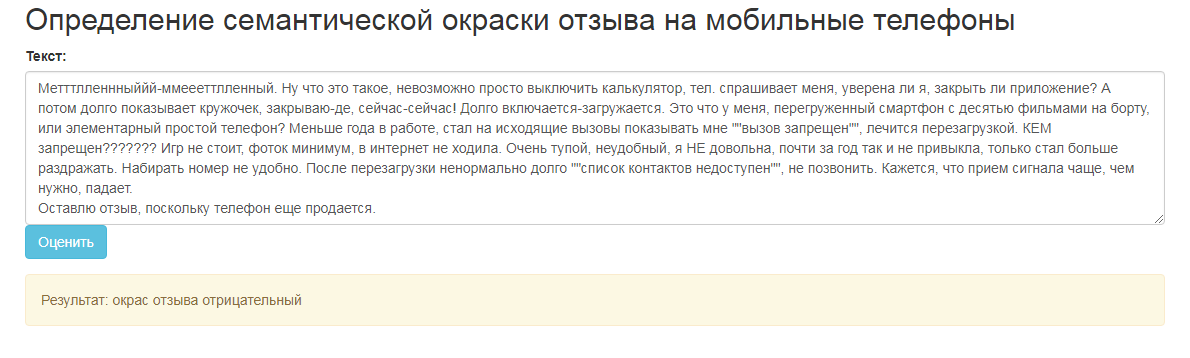 Определение семантической окраски отзыва на мобильные телефоны
Текст:
Метттлленнныййй-ммеееттлленный. Ну что это такое, невозможно просто выключить калькулятор, тел. спрашивает меня, уверена ли я, закрыть ли приложение? А
потом долго показывает кружочек, закрываю-де, сейчас-сейчас! Долго включается-загружается. Это что у меня, перегруженный смартфон с десятью фильмами на борту,
или элементарный простой телефон? Меньше года в работе, стал на исходящие вызовы показывать мне ""вызов запрещен"", лечится перезагрузкой. КЕМ
запрещен??????? Игр не стоит, фоток минимум, в интернет не ходила. Очень тупой, неудобный, я НЕ довольна, почти за год так и не привыкла, только стал больше
раздражать. Набирать номер не удобно. После перезагрузки ненормально долго ""список контактов недоступен"", не позвонить. Кажется, что прием сигнала чаще, чем
нужно, падает.
Оставлю отзыв, поскольку телефон еще продается.
Оценить
Результат: окрас отзыва отрицательный